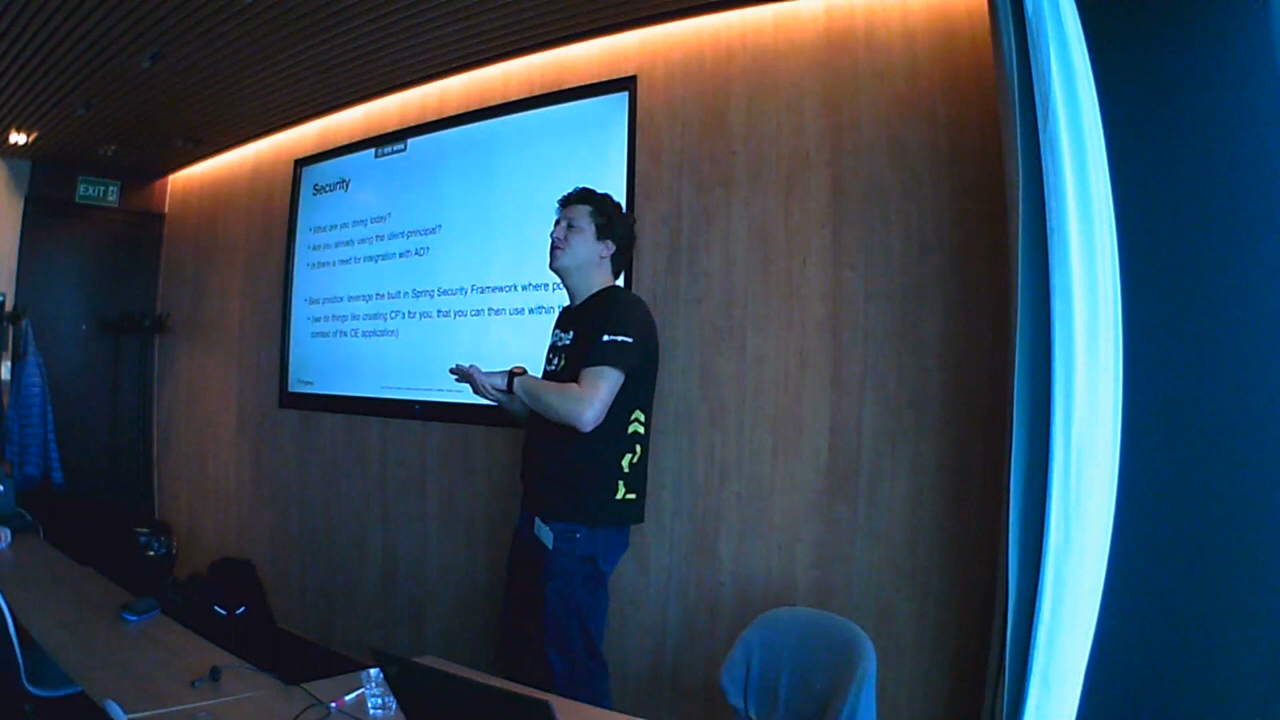 EXIT
Security
• What are you doing today?
• Are you already using the client-principal?
• Is there a need for integration with AD?
• Best practice: leverage the built in Spring Security Framework where
• (we do things like creating CP's for you, that you can then use within
context of the OE application)
Progress